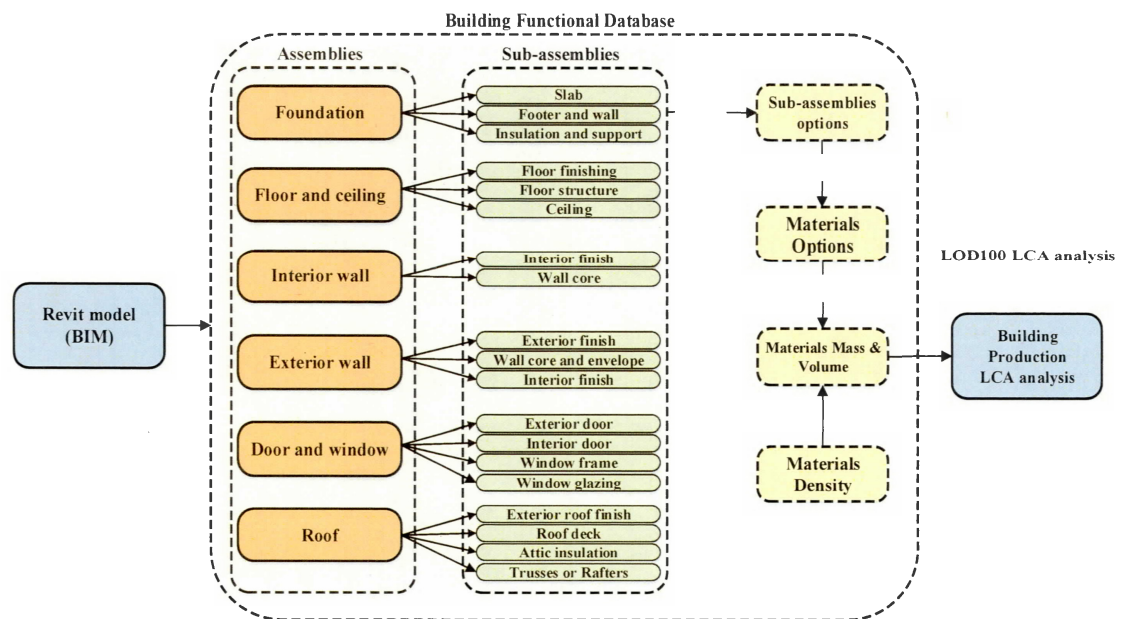 Building Functional Database
Assemblies
Sub-assemblies
Foundation
Slab
Footer and wall
Insulation and support
Floor and ceiling
Floor finishing
Floor structure
Ceiling
Interior wall
Interior finish
Wall core
Exterior wall
Exterior finish
Wall core and envelope
Interior finish
Door and window
Exterior door
Interior door
Window frame
Window glazing
Roof
Exterior roof finish
Roof deck
Attic insulation
Trusses or Rafters
Revit model
(BIM)
Sub-assemblies
options
Materials
Options
Materials Mass &
Volume
Materials
Density
LOD100 LCA analysis
Building
Production
LCA analysis